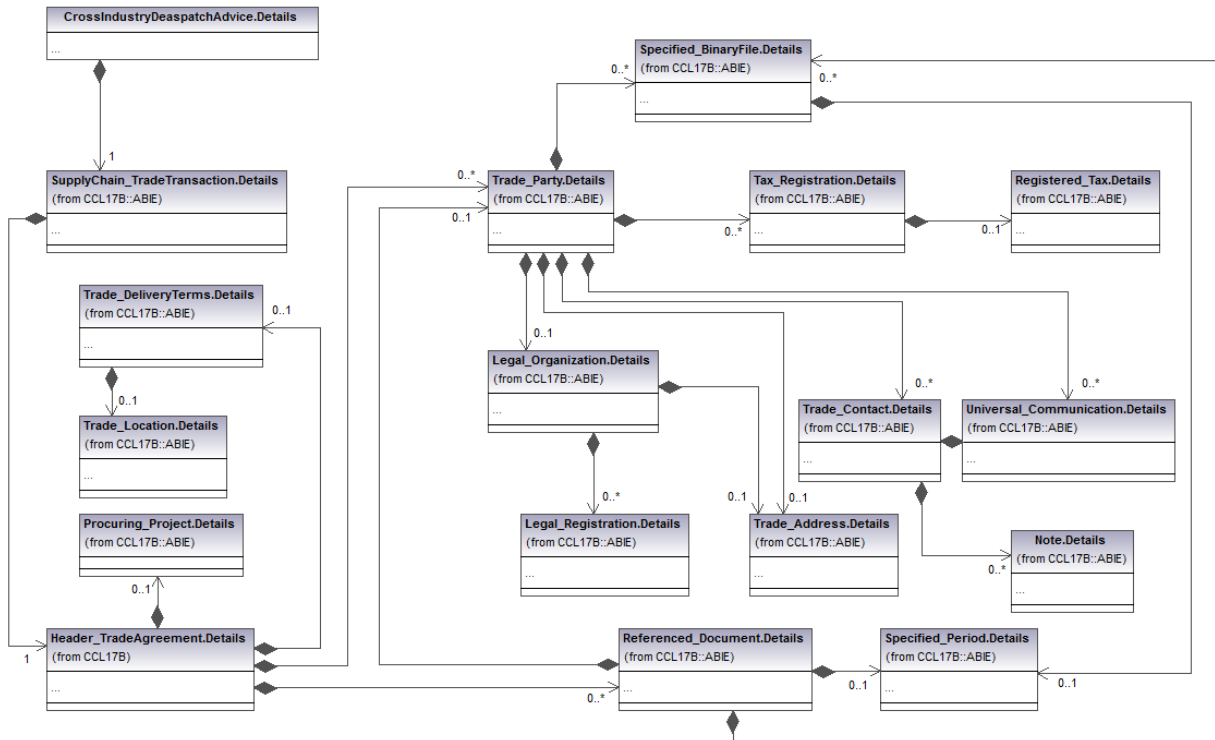 CrossIndustryDeaspatchAdvice.Details
...
1
SupplyChain_TradeTransaction.Details
(from CCL17B::ABIE)
...
Specified_BinaryFile.Details
(from CCL17B::ABIE)
...
0..*
0..*
Trade_Party.Details
(from CCL17B::ABIE)
...
0..*
0..1
Tax_Registration.Details
(from CCL17B::ABIE)
...
0..*
Registered_Tax.Details
(from CCL17B::ABIE)
...
0..1
Trade_DeliveryTerms.Details
(from CCL17B::ABIE)
...
0..1
0..1
Trade_Location.Details
(from CCL17B::ABIE)
...
0..1
Legal_Organization.Details
(from CCL17B::ABIE)
...
0..*
Trade_Contact.Details
(from CCL17B::ABIE)
...
0..*
Universal_Communication.Details
(from CCL17B::ABIE)
...
0..*
Legal_Registration.Details
(from CCL17B::ABIE)
...
0..1
0..1
Trade_Address.Details
(from CCL17B::ABIE)
...
Note.Details
(from CCL17B::ABIE)
...
0..*
Procuring_Project.Details
(from CCL17B::ABIE)
...
0..1
Header_TradeAgreement.Details
(from CCL17B)
...
1
Referenced_Document.Details
(from CCL17B::ABIE)
...
0..*
Specified_Period.Details
(from CCL17B::ABIE)
...
0..1
0..1